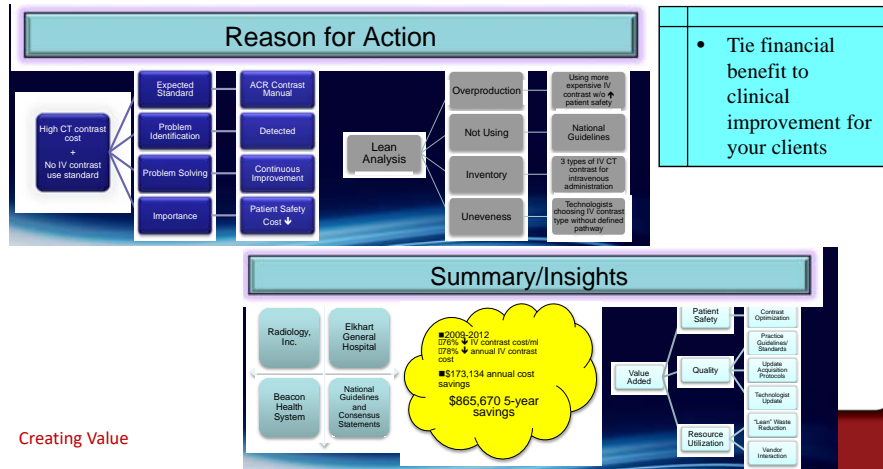 Reason for Action
High CT contrast
cost
+
No IV contrast
use standard
Expected
Standard
ACR Contrast
Manual
Problem
Identification
Detected
Problem Solving
Continuous
Improvement
Importance
Patient Safety
Cost 🡻
Lean
Analysis
Overproduction
Using more
expensive IV
contrast w/o 🡹
patient safety
Not Using
National
Guidelines
Inventory
3 types of IV CT
contrast for
intravenous
administration
Uneveness
Technologists
choosing IV contrast
type without defined
pathway
• Tie financial
benefit to
clinical
improvement for
your clients
Summary/Insights
Radiology,
Inc.
Elkhart
General
Hospital
Beacon
Health
System
National
Guidelines
and
Consensus
Statements
■2009-2012
▯76% 🡻 IV contrast cost/ml
▯78% 🡻 annual IV contrast
cost
■$173,134 annual cost
savings
$865,670 5-year
savings
Value
Added
Patient
Safety
Contrast
Optimization
Quality
Practice
Guidelines/
Standards
Update
Acquisition
Protocols
Technologist
Update
Resource
Utilization
"Lean" Waste
Reduction
Vendor
Interaction
Creating Value